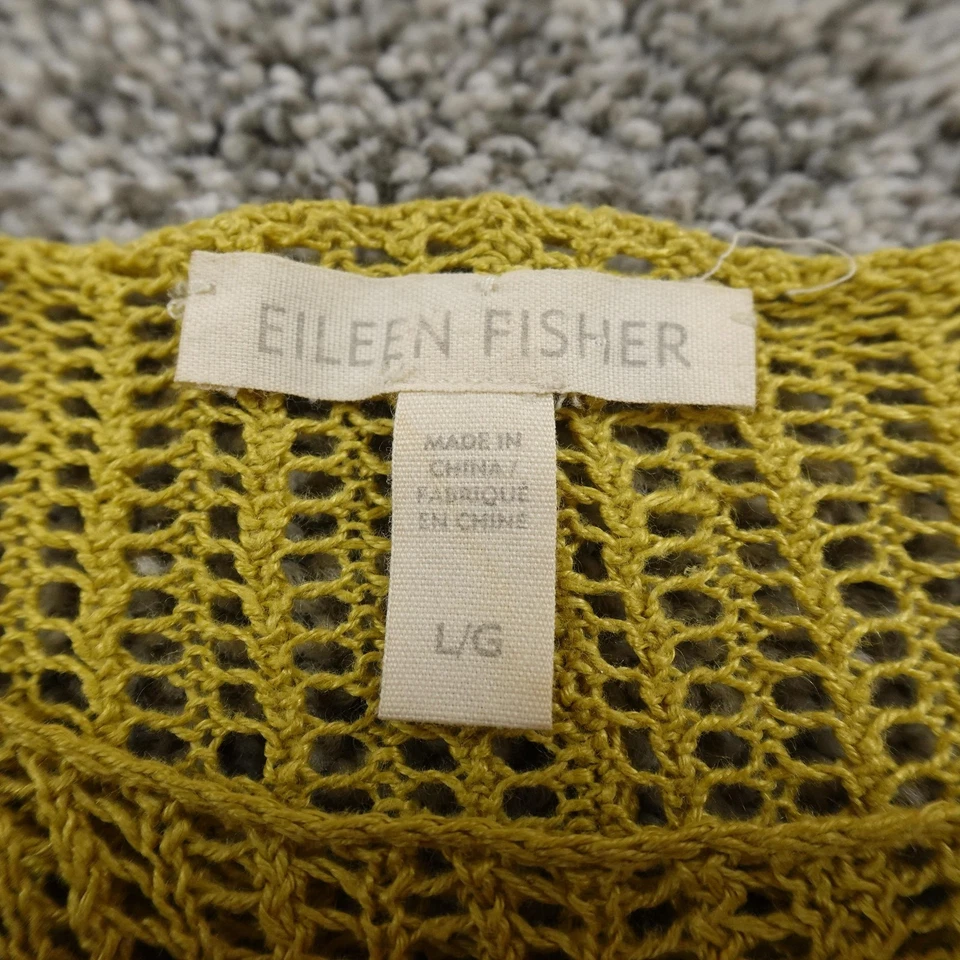 EILEEN FISHER
MADE IN
CHINA/
FABRIQUÉ
EN CHINE
L/G